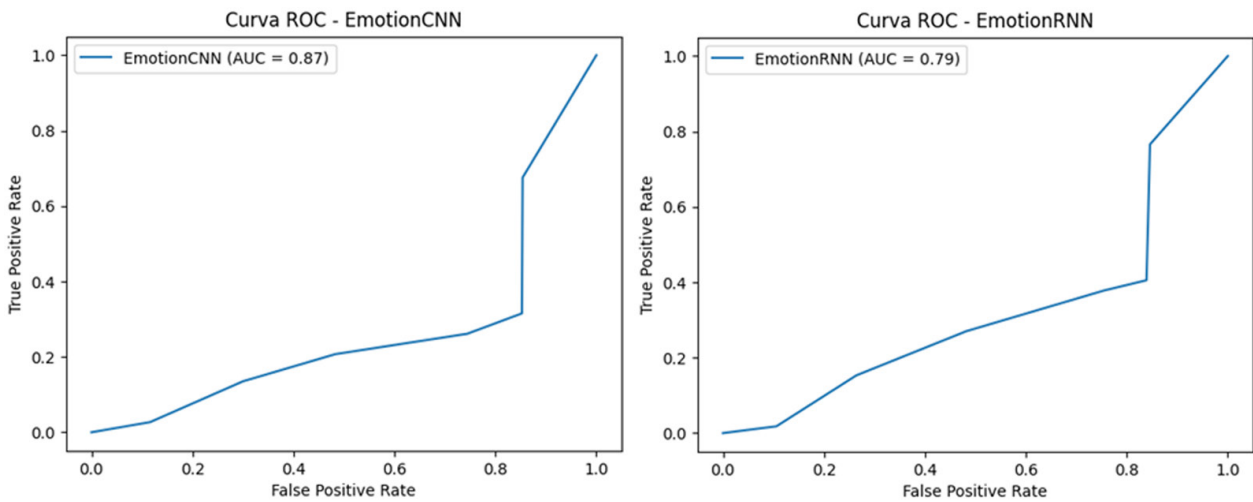 Curva ROC - EmotionCNN
EmotionCNN (AUC = 0.87)
1.0
0.8
0.6
0.4
0.2
0.0
True Positive Rate
0.0 0.2 0.4 0.6 0.8 1.0
False Positive Rate
Curva ROC - EmotionRNN
EmotionRNN (AUC = 0.79)
1.0
0.8
0.6
0.4
0.2
0.0
True Positive Rate
0.0 0.2 0.4 0.6 0.8 1.0
False Positive Rate